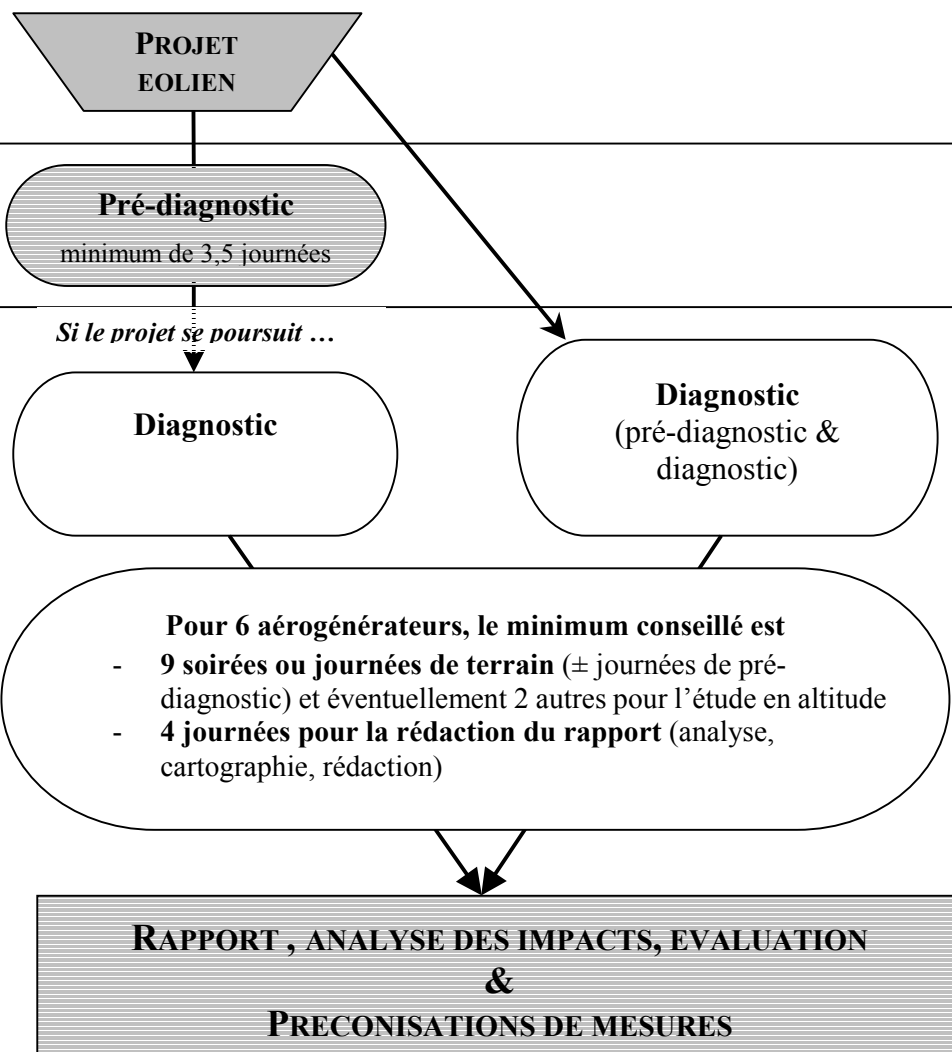 PROJET
EOLIEN
Pré-diagnostic
minimum de 3,5 journées
Si le projet se poursuit …
Diagnostic
Diagnostic
(pré-diagnostic &
diagnostic)
Pour 6 aérogénérateurs, le minimum conseillé est
- 9 soirées ou journées de terrain (± journées de pré-
diagnostic) et éventuellement 2 autres pour l’étude en altitude
- 4 journées pour la rédaction du rapport (analyse,
cartographie, rédaction)
RAPPORT , ANALYSE DES IMPACTS, EVALUATION
&
PRECONISATIONS DE MESURES